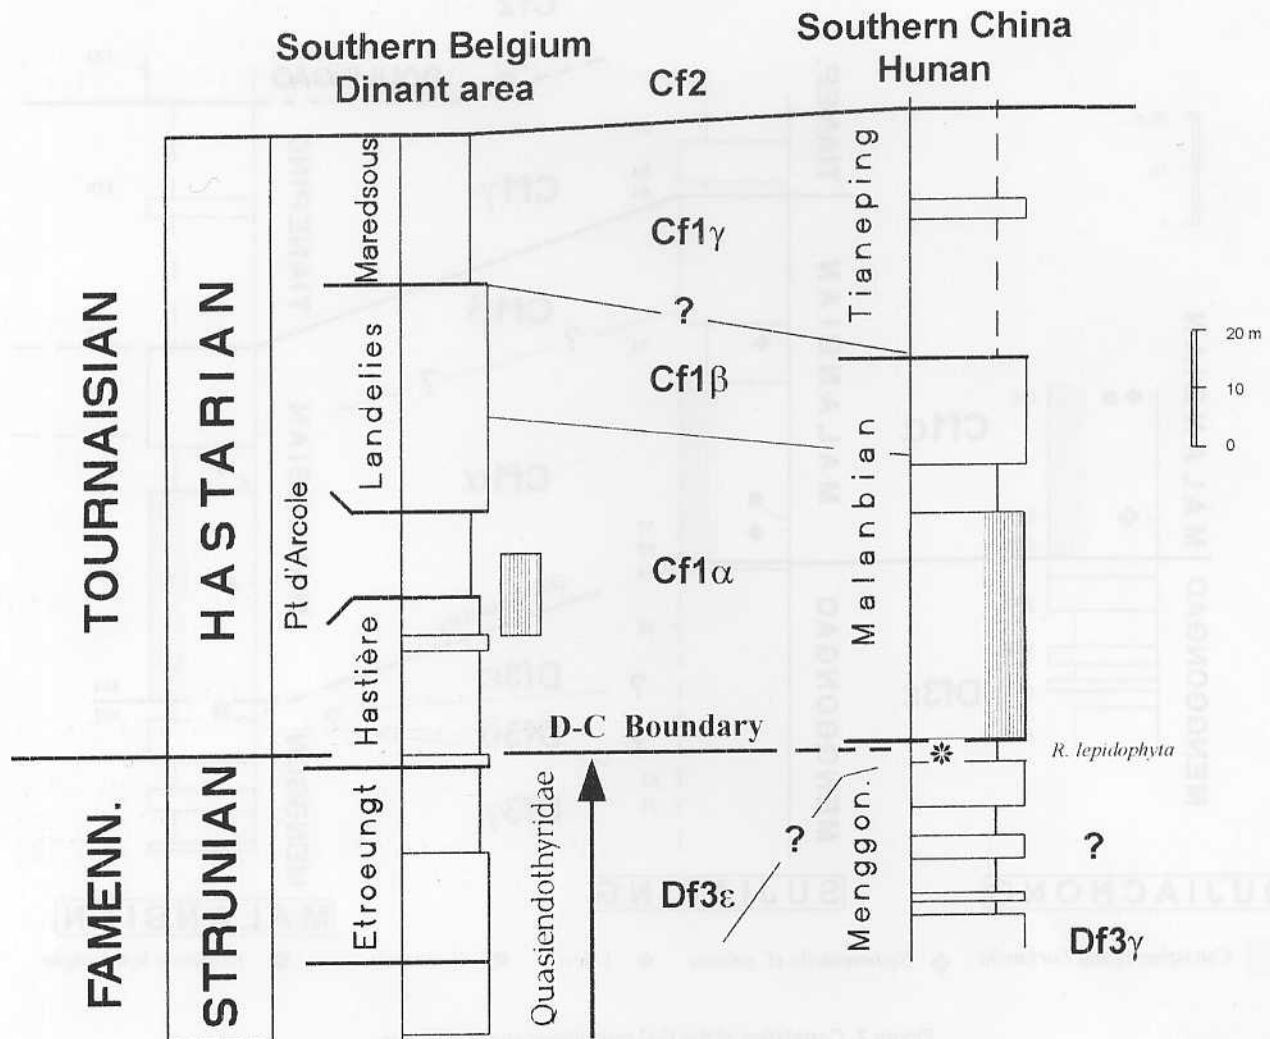 Southern Belgium
Dinant area
Southern China
Hunan
Cf2
TOURNAISIAN
HASTARIAN
Maredsous
Landelies
Pt d'Arcole
Hastière
Cf1γ
?
Cf1β
Cf1α
Tianeping
Malanbian
20 m
10
0
D-C Boundary
R. lepidophyta
FAMENN.
STRUNIAN
Etroeungt
Quasiendothyridae
?
Df3ε
Menggon.
?
Df3γ